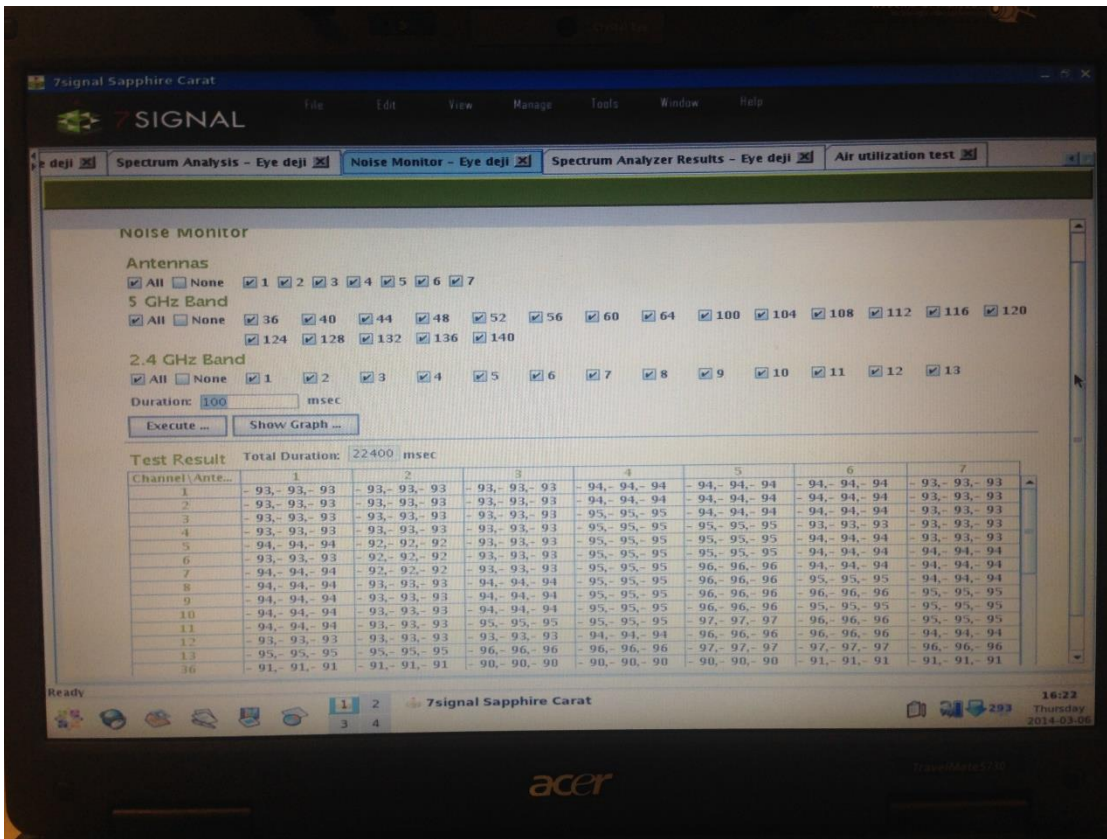 7signal Sapphire Carat
7SIGNAL
File Edit View Manage Tools Window Help
e deji Spectrum Analysis - Eye deji Noise Monitor - Eye deji Spectrum Analyzer Results - Eye deji Air utilization test
Noise Monitor
Antennas
All None 1 2 3 4 5 6 7
5 GHz Band
All None 36 40 44 48 52 56 60 64 100 104 108 112 116 120
124 128 132 136 140
2.4 GHz Band
All None 1 2 3 4 5 6 7 8 9 10 11 12 13
Duration: 100 msec
Execute ... Show Graph ...
Test Result Total Duration: 22400 msec
Channel\Ante... 1 2 3 4 5 6 7
1 - 93,- 93,- 93 - 93,- 93,- 93 - 93,- 93,- 93 - 94,- 94,- 94 - 94,- 94,- 94 - 94,- 94,- 94 - 93,- 93,- 93
2 - 93,- 93,- 93 - 93,- 93,- 93 - 93,- 93,- 93 - 94,- 94,- 94 - 94,- 94,- 94 - 94,- 94,- 94 - 93,- 93,- 93
3 - 93,- 93,- 93 - 93,- 93,- 93 - 93,- 93,- 93 - 95,- 95,- 95 - 94,- 94,- 94 - 94,- 94,- 94 - 93,- 93,- 93
4 - 93,- 93,- 93 - 93,- 93,- 93 - 93,- 93,- 93 - 95,- 95,- 95 - 95,- 95,- 95 - 93,- 93,- 93 - 93,- 93,- 93
5 - 94,- 94,- 94 - 92,- 92,- 92 - 93,- 93,- 93 - 95,- 95,- 95 - 95,- 95,- 95 - 94,- 94,- 94 - 93,- 93,- 93
6 - 93,- 93,- 93 - 92,- 92,- 92 - 93,- 93,- 93 - 95,- 95,- 95 - 95,- 95,- 95 - 94,- 94,- 94 - 94,- 94,- 94
7 - 94,- 94,- 94 - 92,- 92,- 92 - 93,- 93,- 93 - 95,- 95,- 95 - 96,- 96,- 96 - 94,- 94,- 94 - 94,- 94,- 94
8 - 94,- 94,- 94 - 93,- 93,- 93 - 94,- 94,- 94 - 95,- 95,- 95 - 96,- 96,- 96 - 95,- 95,- 95 - 94,- 94,- 94
9 - 94,- 94,- 94 - 93,- 93,- 93 - 94,- 94,- 94 - 95,- 95,- 95 - 96,- 96,- 96 - 96,- 96,- 96 - 95,- 95,- 95
10 - 94,- 94,- 94 - 93,- 93,- 93 - 94,- 94,- 94 - 95,- 95,- 95 - 96,- 96,- 96 - 95,- 95,- 95 - 95,- 95,- 95
11 - 94,- 94,- 94 - 93,- 93,- 93 - 95,- 95,- 95 - 95,- 95,- 95 - 97,- 97,- 97 - 96,- 96,- 96 - 95,- 95,- 95
12 - 93,- 93,- 93 - 93,- 93,- 93 - 93,- 93,- 93 - 94,- 94,- 94 - 96,- 96,- 96 - 96,- 96,- 96 - 94,- 94,- 94
13 - 95,- 95,- 95 - 95,- 95,- 95 - 96,- 96,- 96 - 96,- 96,- 96 - 97,- 97,- 97 - 97,- 97,- 97 - 96,- 96,- 96
36 - 91,- 91,- 91 - 91,- 91,- 91 - 90,- 90,- 90 - 90,- 90,- 90 - 90,- 90,- 90 - 91,- 91,- 91 - 91,- 91,- 91
Ready
1 2 7signal Sapphire Carat 293 16:22
3 4 Thursday
2014-03-06
acer
TravelMate 5730